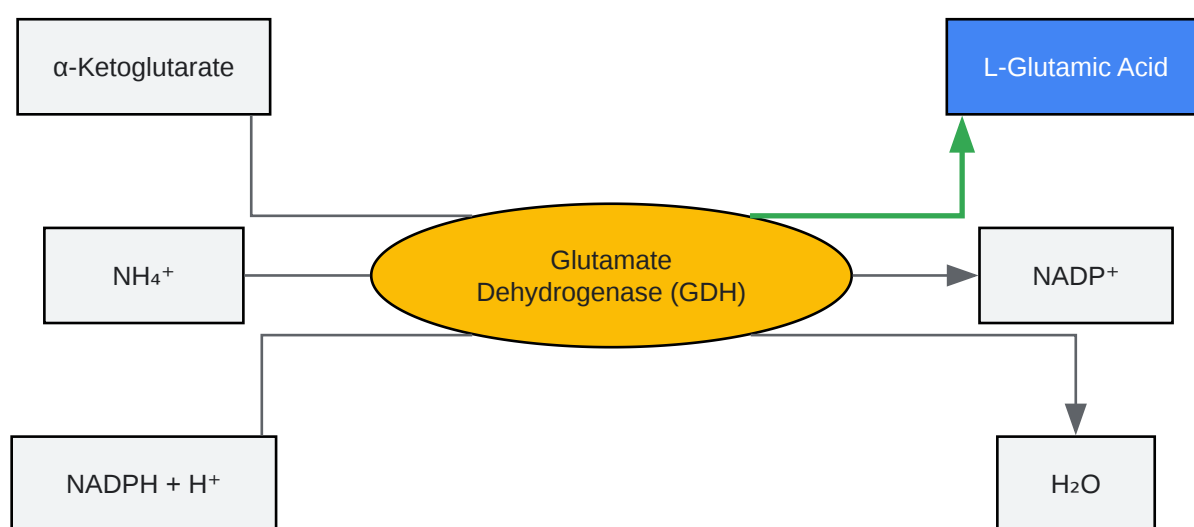 α-Ketoglutarate
L-Glutamic Acid
NH₄⁺
Glutamate
Dehydrogenase (GDH)
NADP⁺
NADPH + H⁺
H₂O